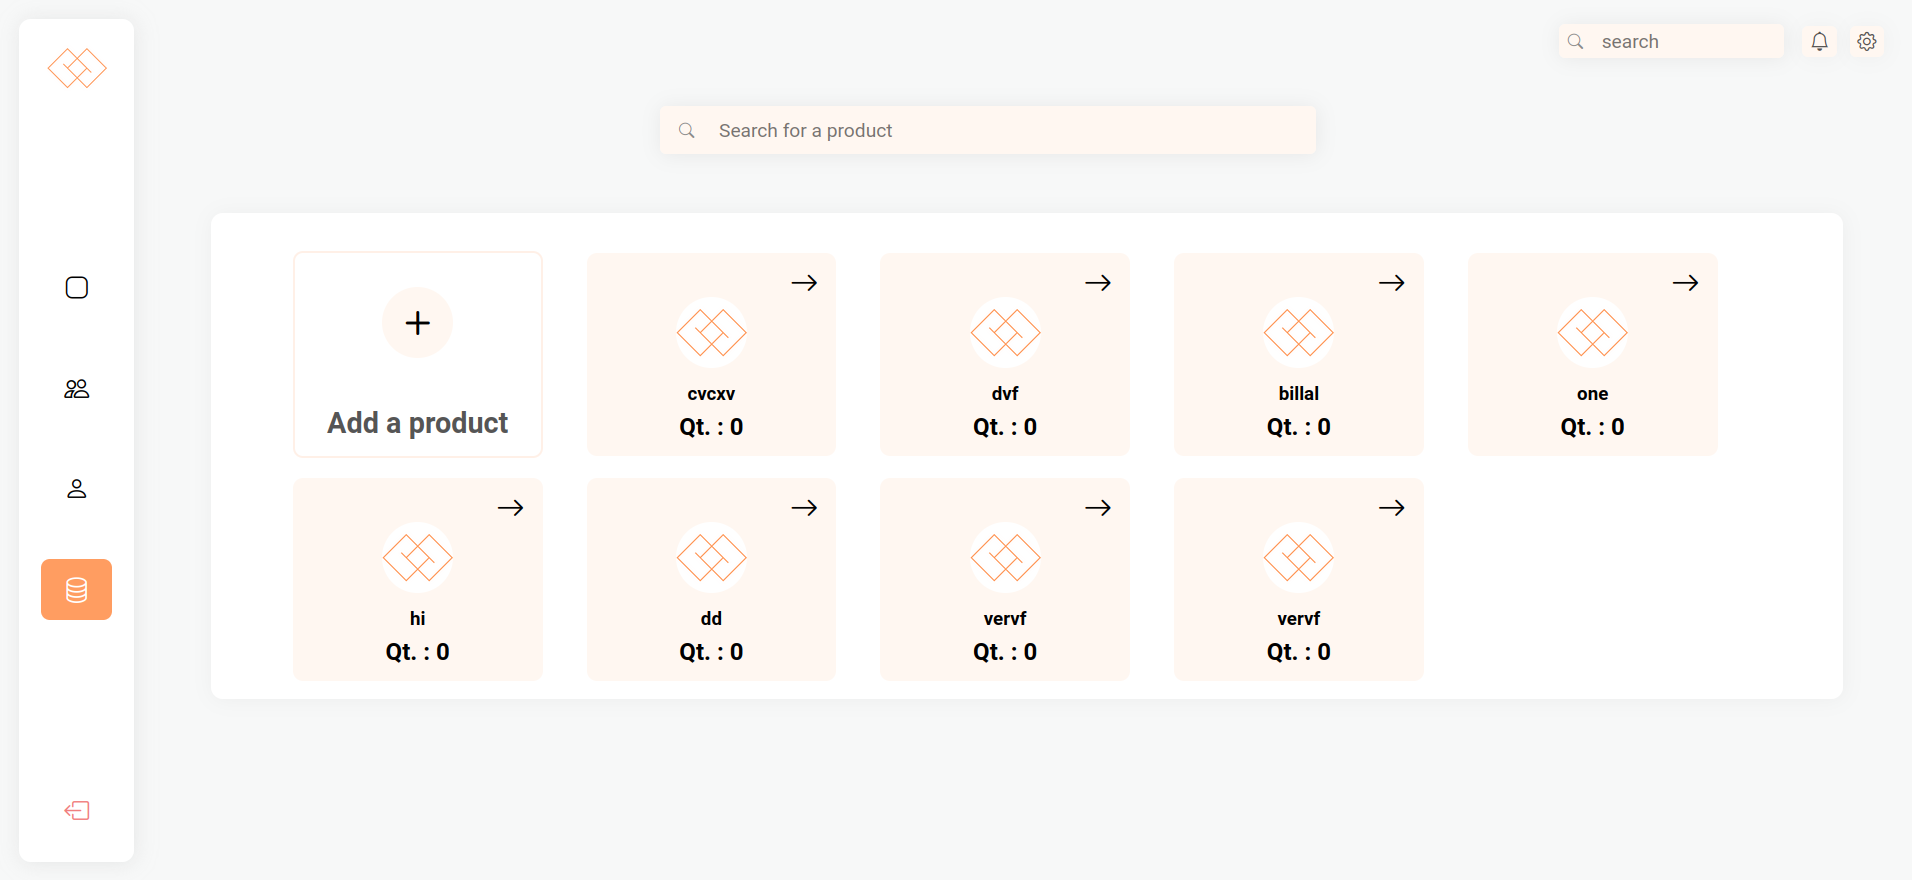 search
Search for a product
Add a product
cvcxv
Qt. : 0
dvf
Qt. : 0
billal
Qt. : 0
one
Qt. : 0
hi
Qt. : 0
dd
Qt. : 0
vervf
Qt. : 0
vervf
Qt. : 0